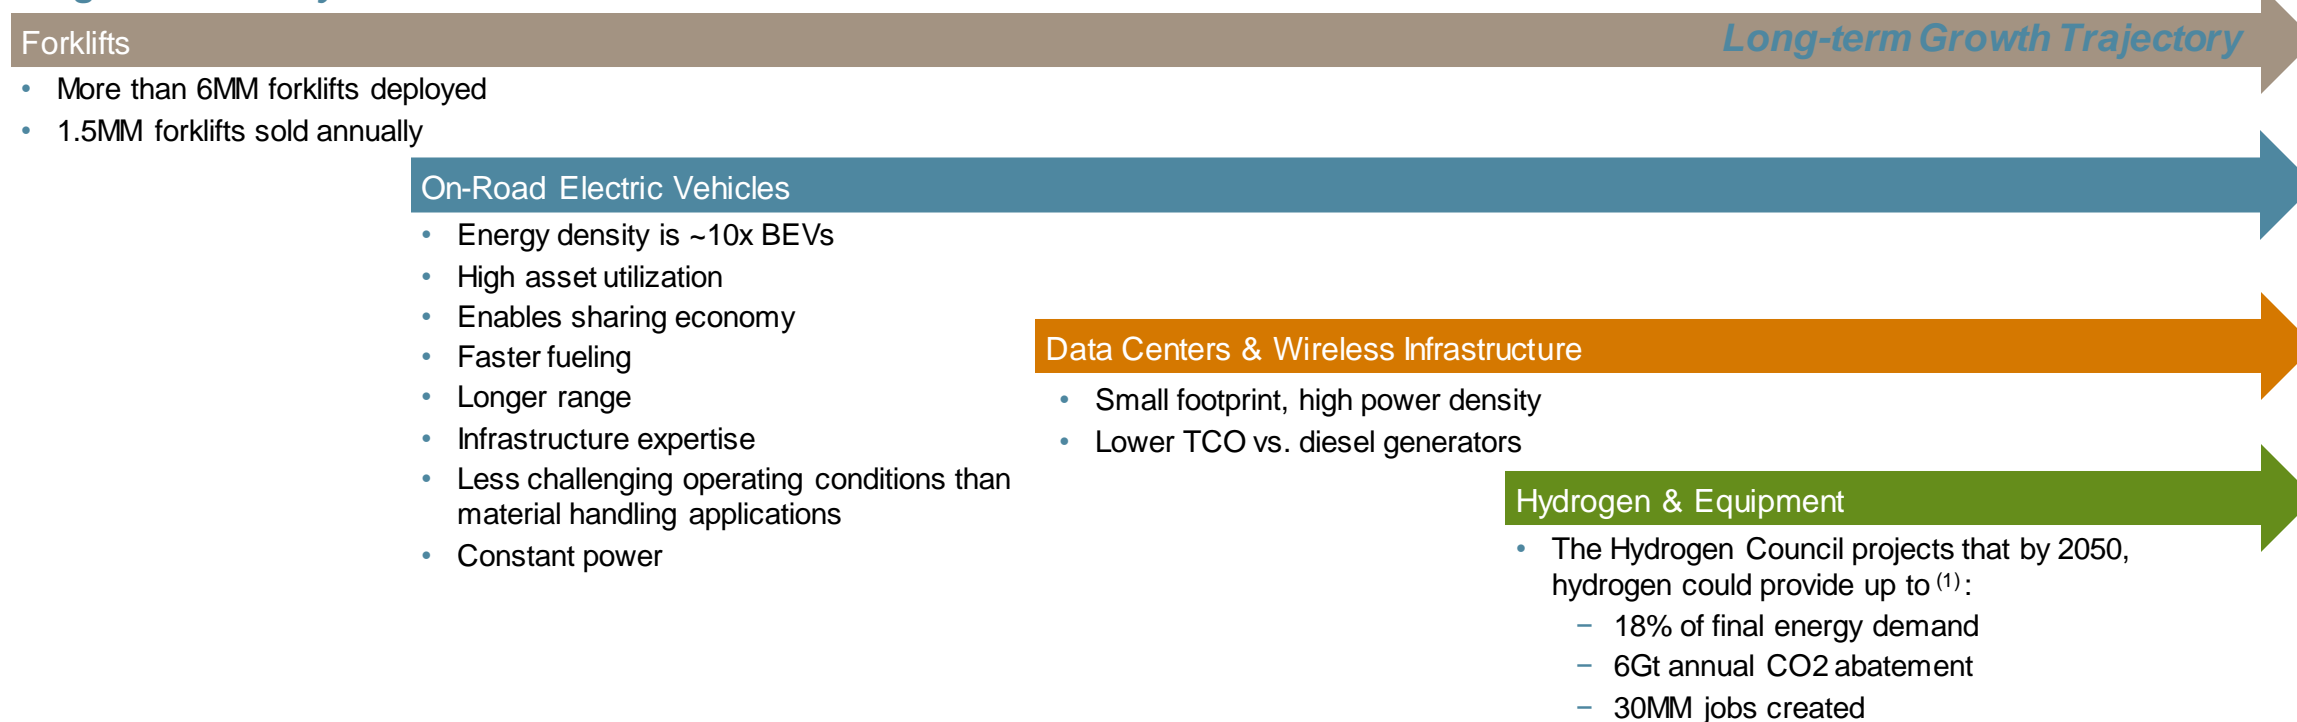 Forklifts
Long-term Growth Trajectory
• More than 6MM forklifts deployed
• 1.5MM forklifts sold annually
On-Road Electric Vehicles
• Energy density is ~10x BEVs
• High asset utilization
• Enables sharing economy
• Faster fueling
• Longer range
• Infrastructure expertise
• Less challenging operating conditions than
material handling applications
• Constant power
Data Centers & Wireless Infrastructure
• Small footprint, high power density
• Lower TCO vs. diesel generators
Hydrogen & Equipment
• The Hydrogen Council projects that by 2050,
hydrogen could provide up to (1) :
− 18% of final energy demand
− 6Gt annual CO2 abatement
− 30MM jobs created